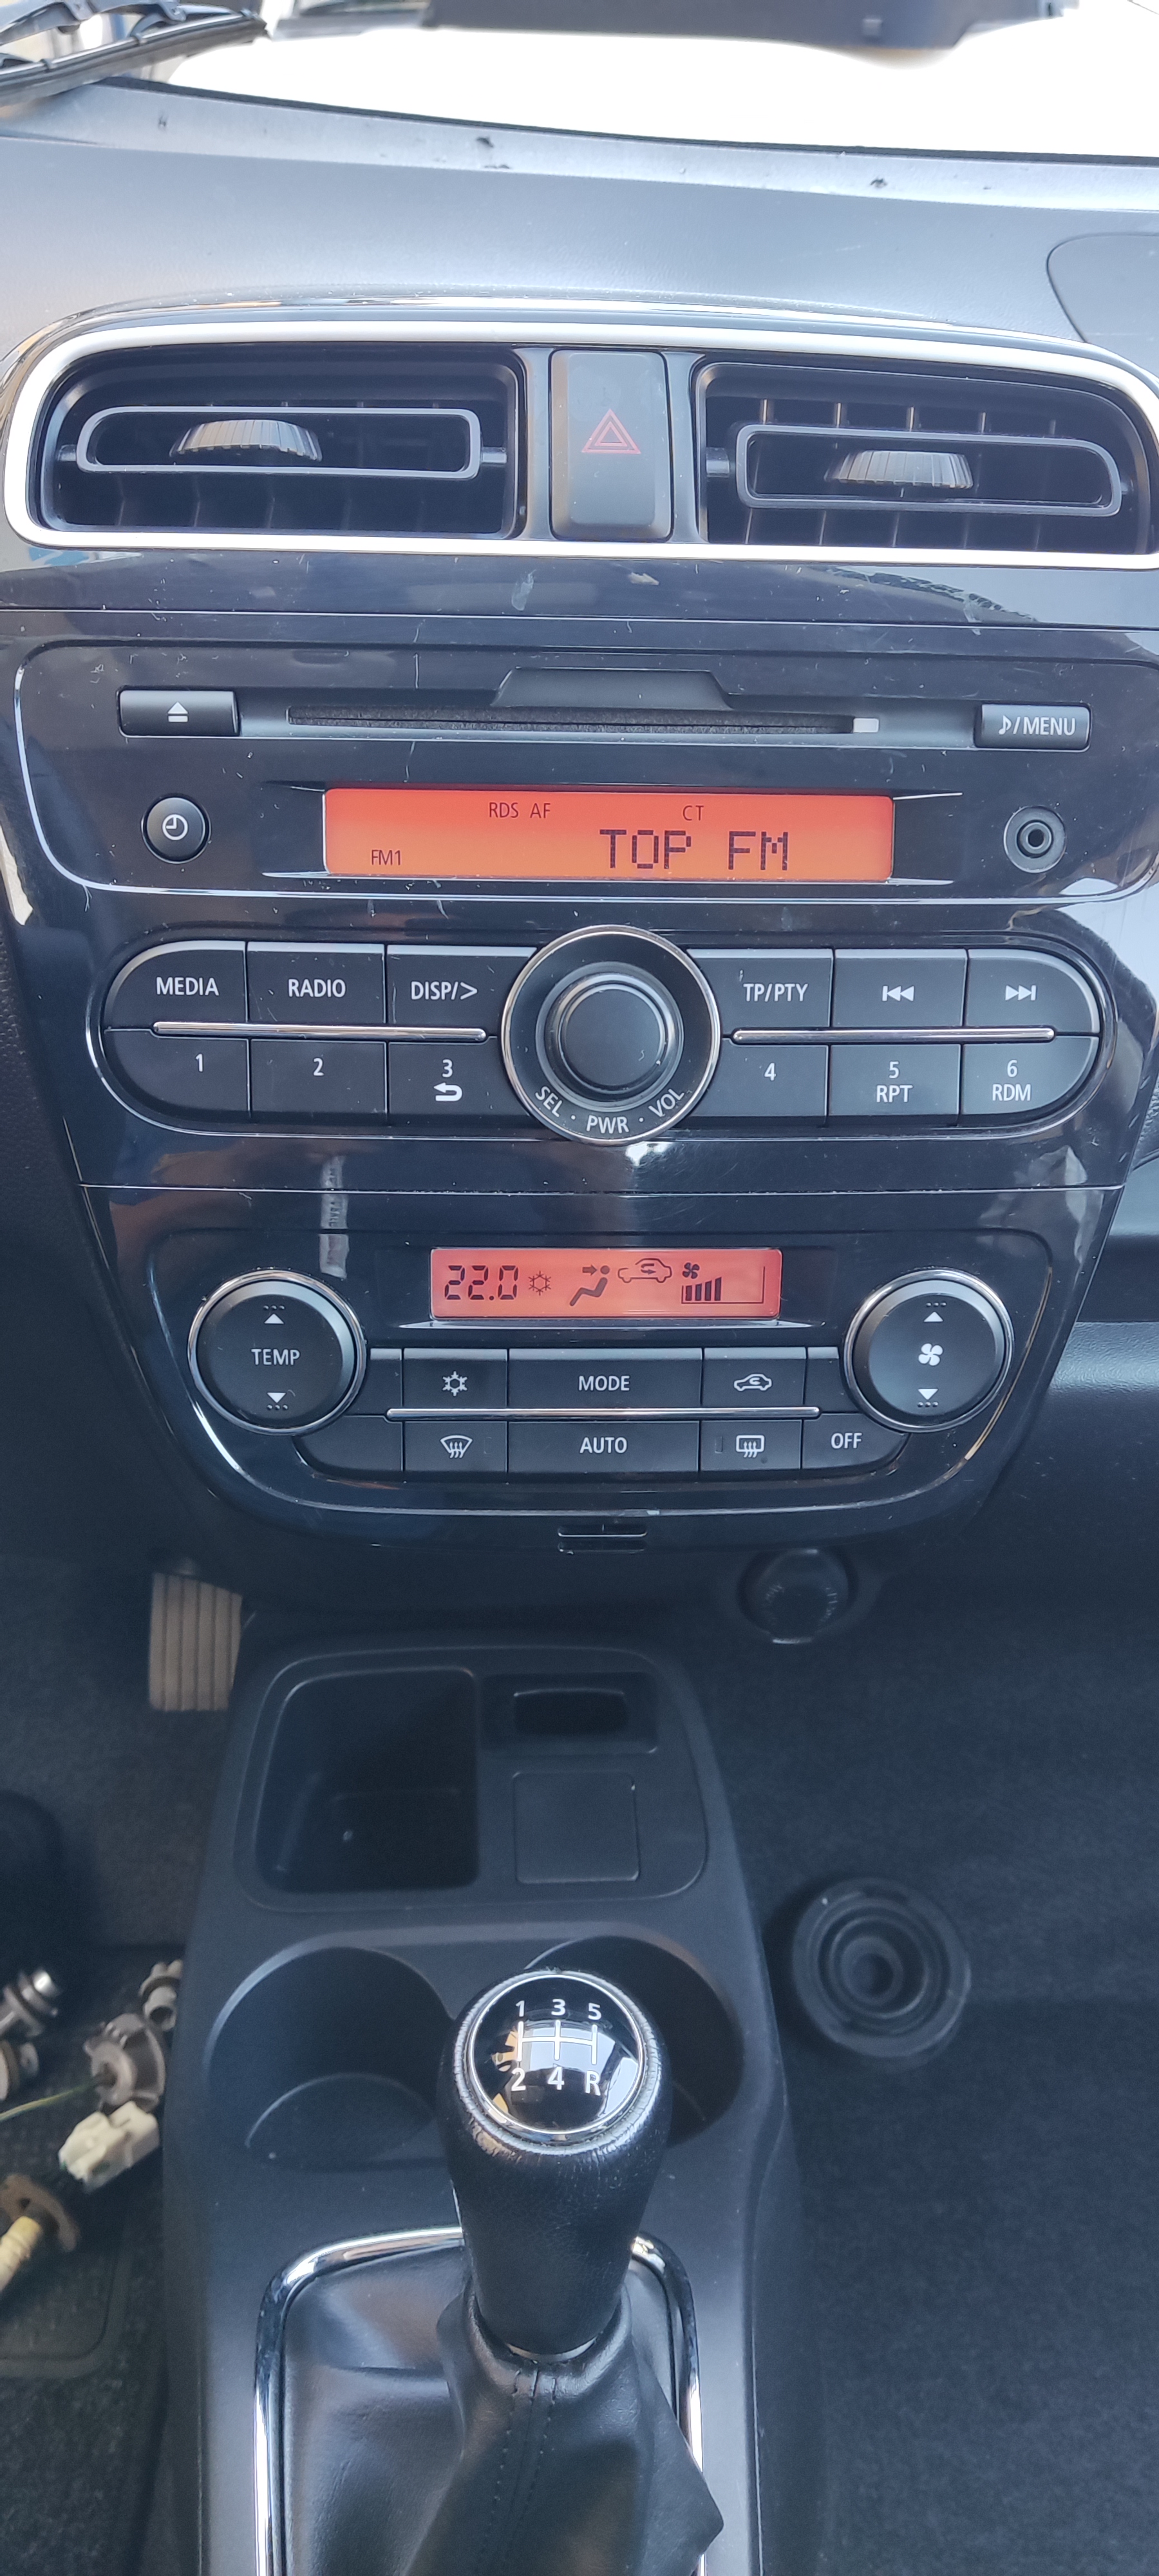 ♪/MENU
RDS AF CT
FM1 TOP FM
MEDIA RADIO DISP/> TP/PTY
1 2 3 4 5 6
RPT RDM
SEL · PWR · VOL
22.0
TEMP MODE
AUTO OFF
1 3 5
2 4 R